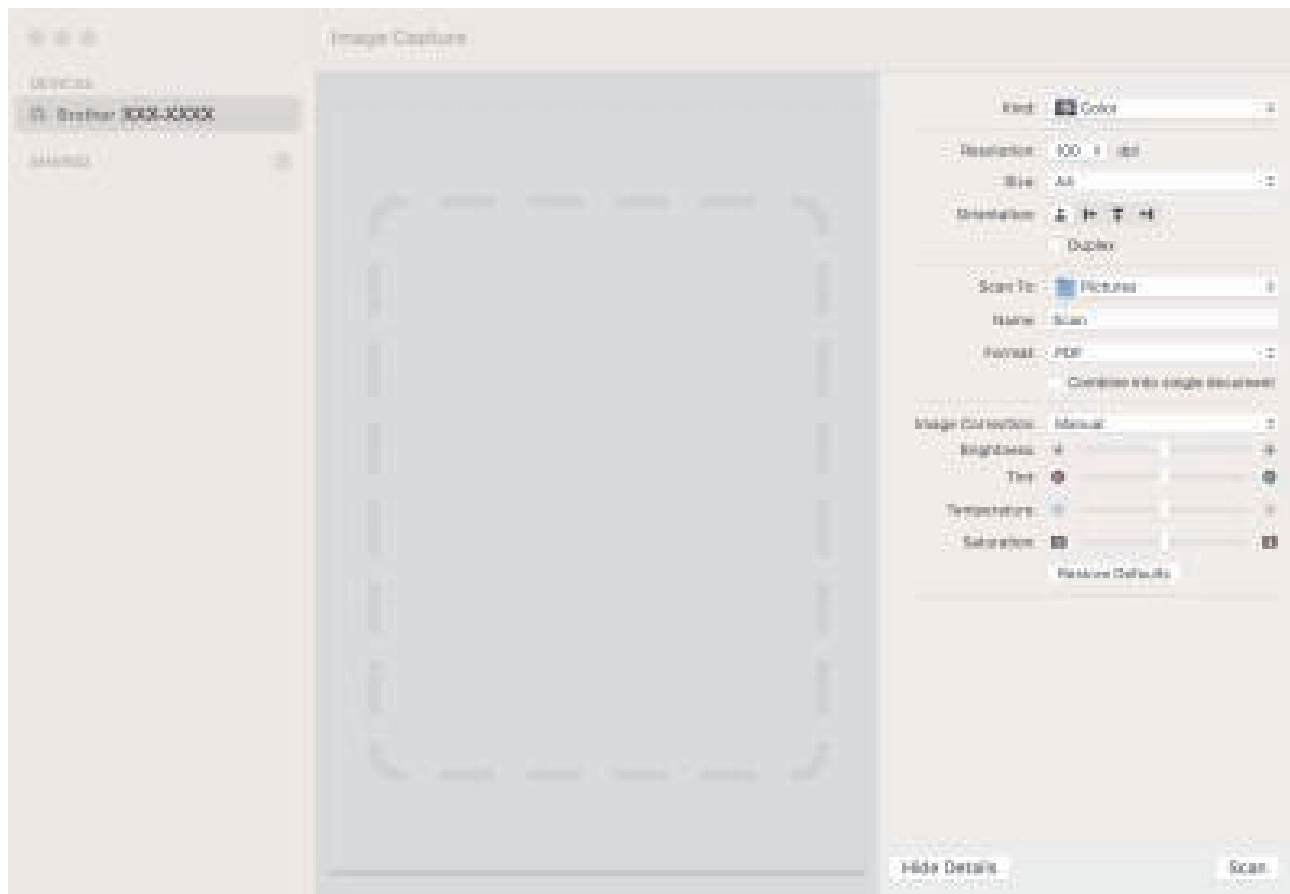 Image Capture
DEVICES
Brother XXX-XXXX
SHARED
Kind: Color
Resolution: 100 dpi
Size: A4
Orientation:
Duplex
Scan To: Pictures
Name: Scan
Format: PDF
Combine into single document
Image Correction: Manual
Brightness:
Tint:
Temperature:
Saturation:
Restore Defaults
Hide Details
Scan